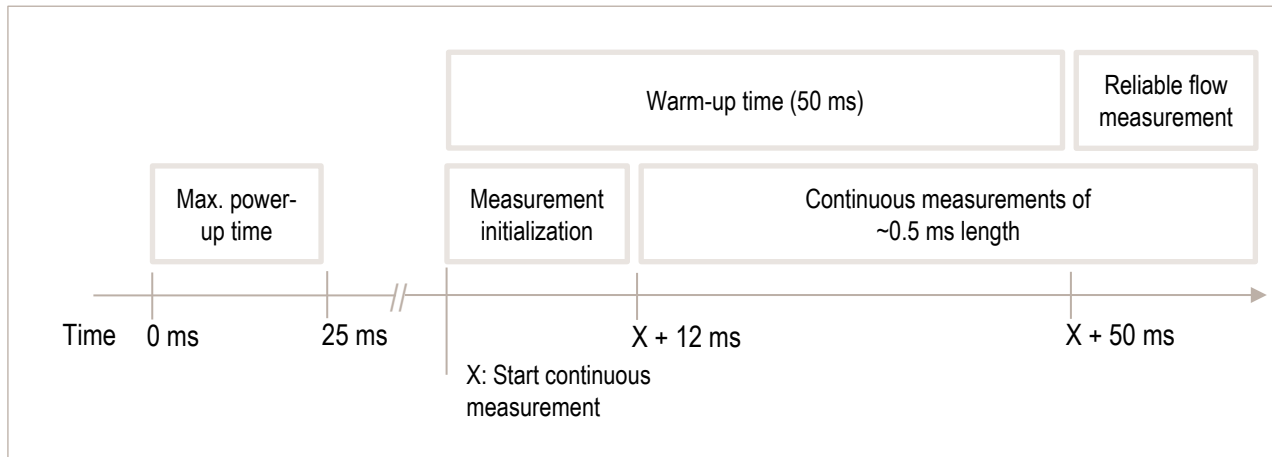 Warm-up time (50 ms)
Reliable flow
measurement
Max. power-
up time
Measurement
initialization
Continuous measurements of
~0.5 ms length
Time
0 ms
25 ms
X + 12 ms
X + 50 ms
X: Start continuous
measurement